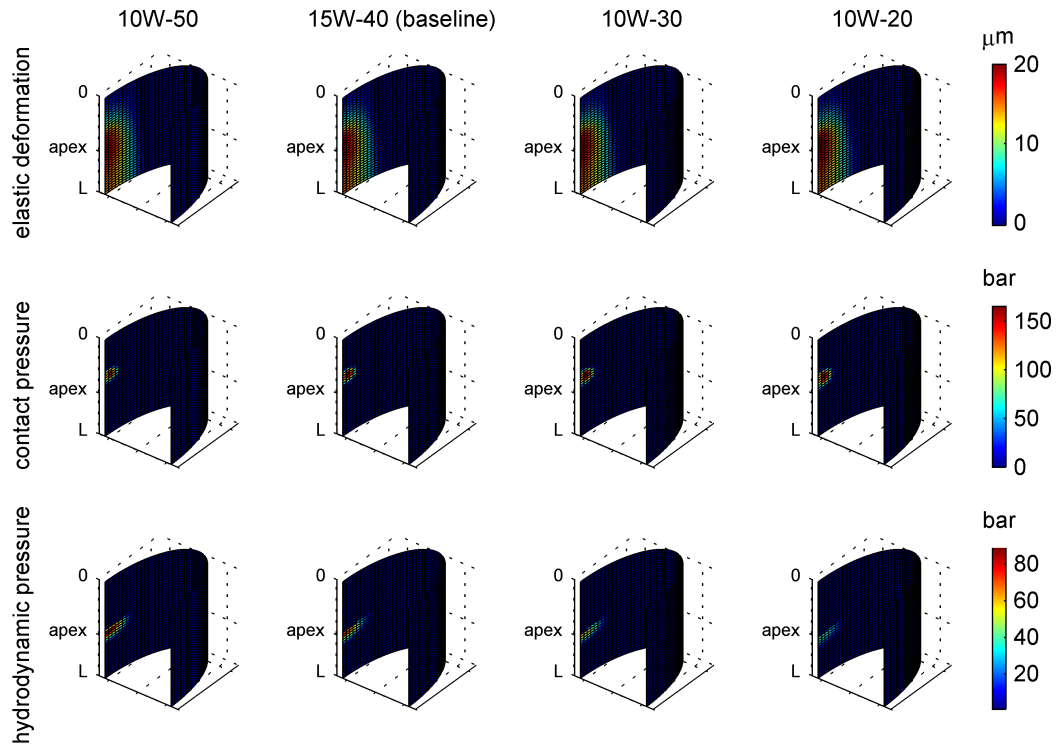 10W-50 15W-40 (baseline) 10W-30 10W-20
μm
elastic deformation
0 0 0 0 20
apex apex apex apex 10
L L L L 0
bar
contact pressure
0 0 0 0 150
100
apex apex apex apex 50
L L L L 0
bar
hydrodynamic pressure
0 0 0 0 80
60
apex apex apex apex 40
L L L L 20